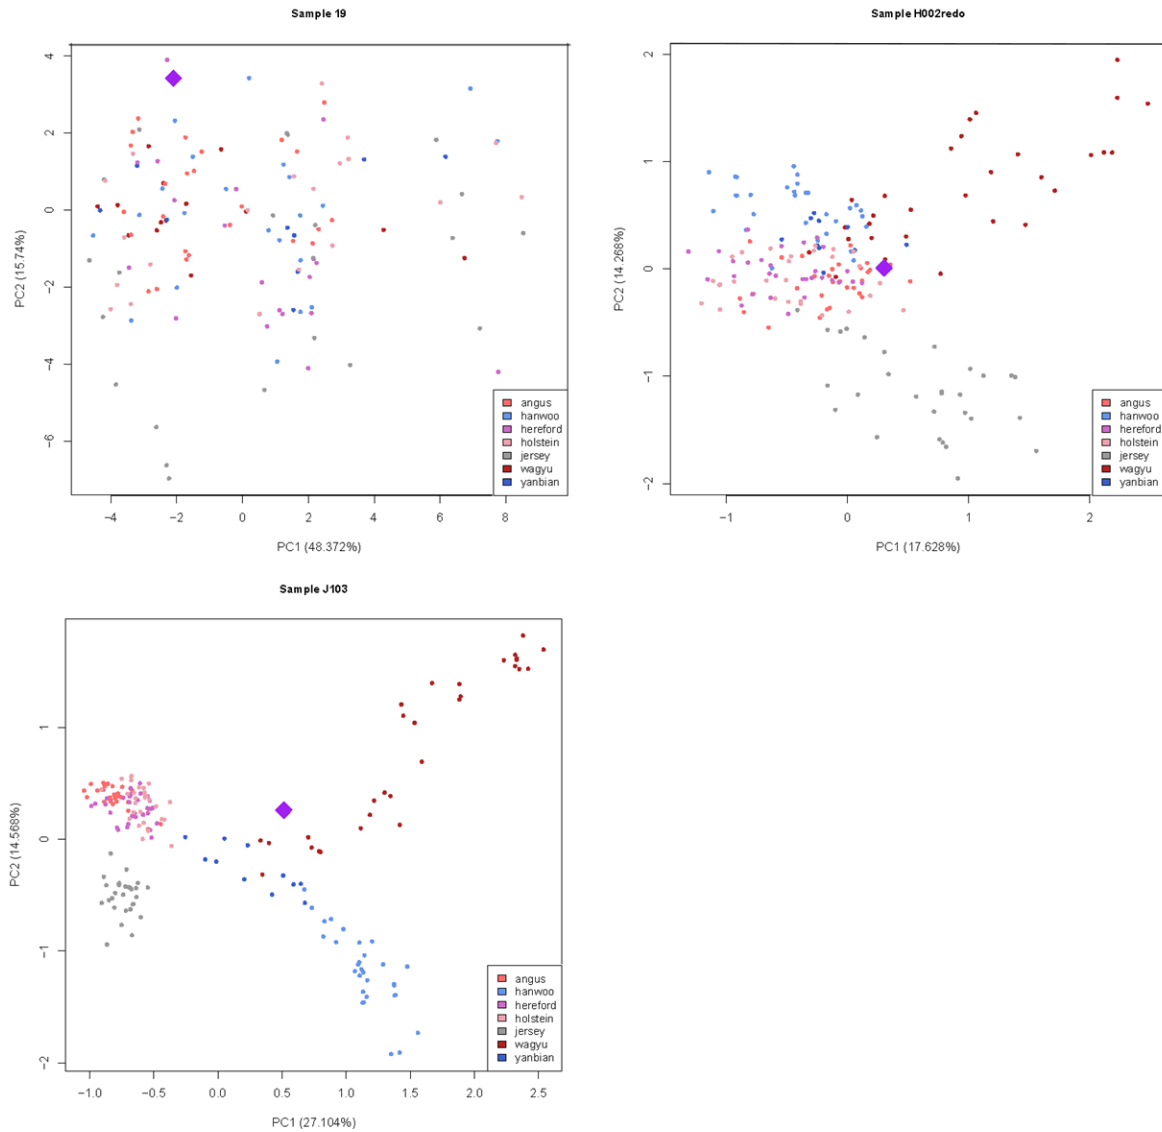 Sample 19
4
2
0
−2
−4
−6
PC2 (15.74%)
−4
−2
0
2
4
6
8
PC1 (48.372%)
angus
hanwoo
hereford
holstein
jersey
wagyu
yanbian
Sample H002redo
2
1
0
−1
−2
PC2 (14.268%)
−1
0
1
2
PC1 (17.628%)
angus
hanwoo
hereford
holstein
jersey
wagyu
yanbian
Sample J103
1
0
−1
−2
PC2 (14.568%)
−1.0
−0.5
0.0
0.5
1.0
1.5
2.0
2.5
PC1 (27.104%)
angus
hanwoo
hereford
holstein
jersey
wagyu
yanbian